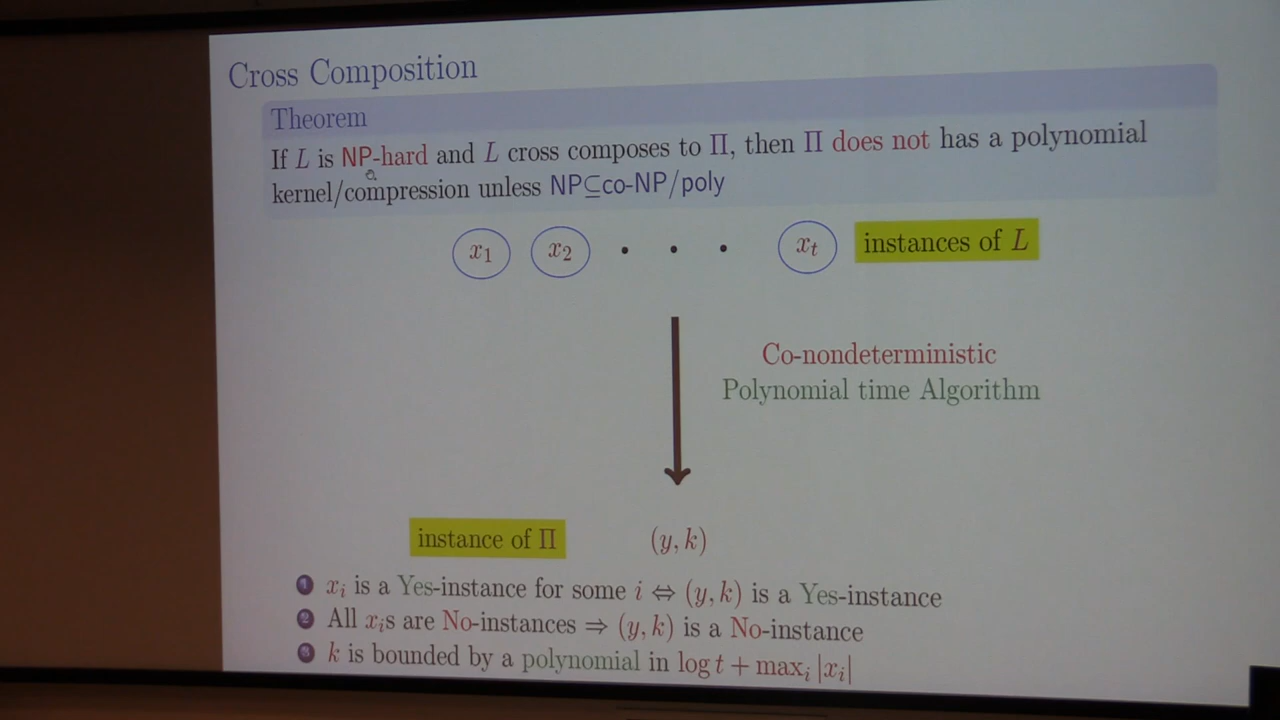 Cross Composition
Theorem
If L is NP-hard and L cross composes to Π, then Π does not has a polynomial
kernel/compression unless NP⊆co-NP/poly
x₁ x₂ · · · xₜ instances of L
Co-nondeterministic
Polynomial time Algorithm
instance of Π (y, k)
1 xᵢ is a Yes-instance for some i ⇔ (y, k) is a Yes-instance
2 All xᵢs are No-instances ⇒ (y, k) is a No-instance
3 k is bounded by a polynomial in log t + maxᵢ |xᵢ|